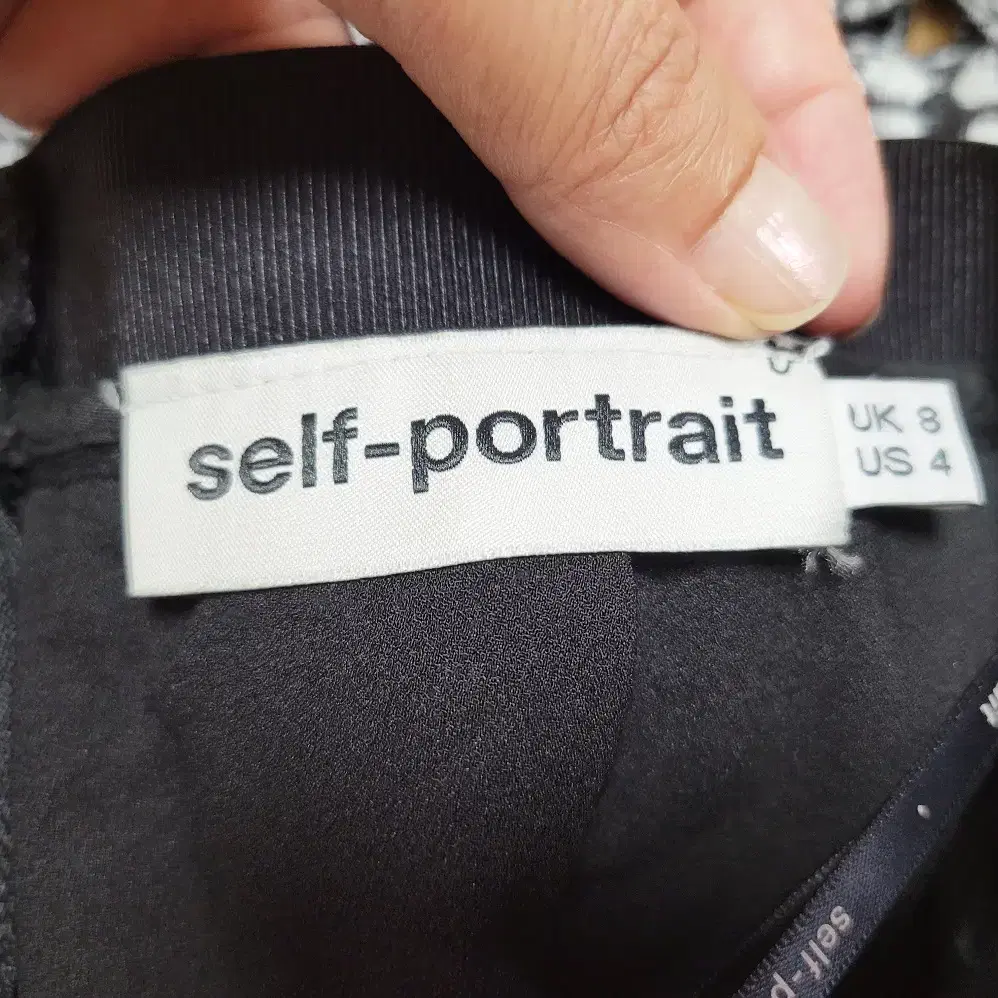 self-portrait
UK 8
US 4
self-p